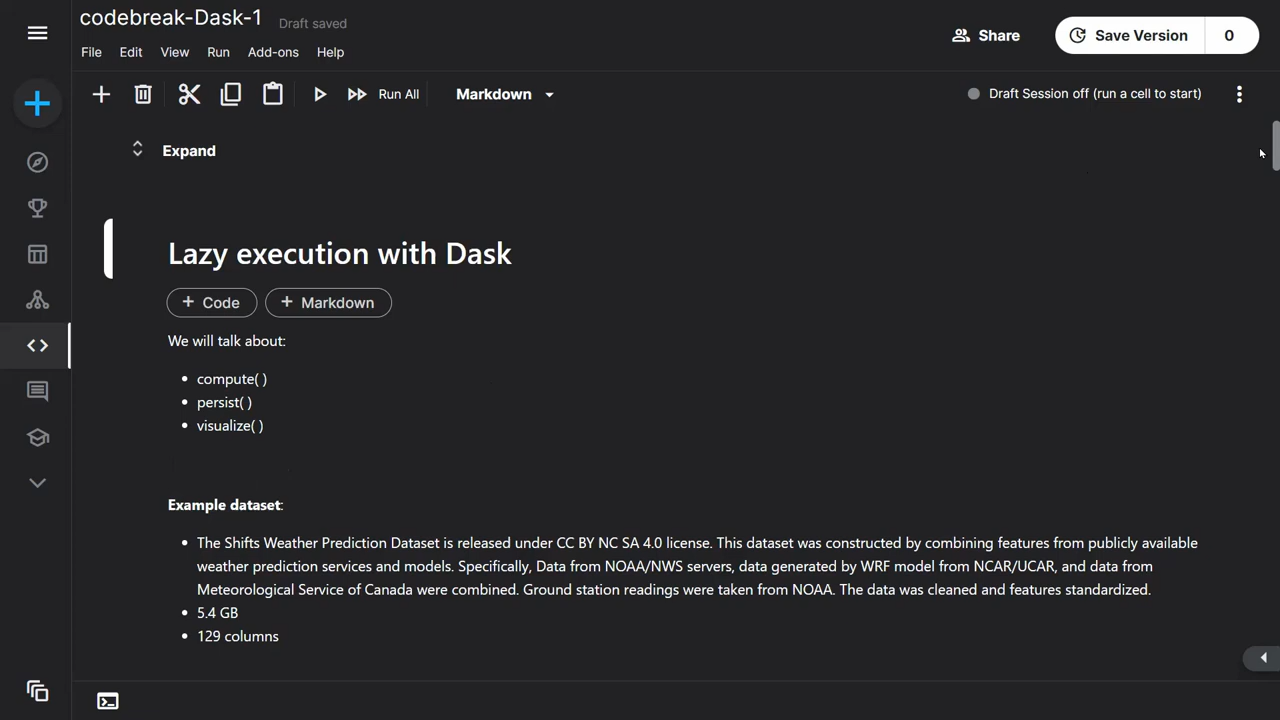 codebreak-Dask-1 Draft saved
Share
Save Version 0
File Edit View Run Add-ons Help
Run All Markdown Draft Session off (run a cell to start)
Expand
Lazy execution with Dask
+ Code + Markdown
We will talk about:
• compute( )
• persist( )
• visualize( )
Example dataset:
• The Shifts Weather Prediction Dataset is released under CC BY NC SA 4.0 license. This dataset was constructed by combining features from publicly available
weather prediction services and models. Specifically, Data from NOAA/NWS servers, data generated by WRF model from NCAR/UCAR, and data from
Meteorological Service of Canada were combined. Ground station readings were taken from NOAA. The data was cleaned and features standardized.
• 5.4 GB
• 129 columns